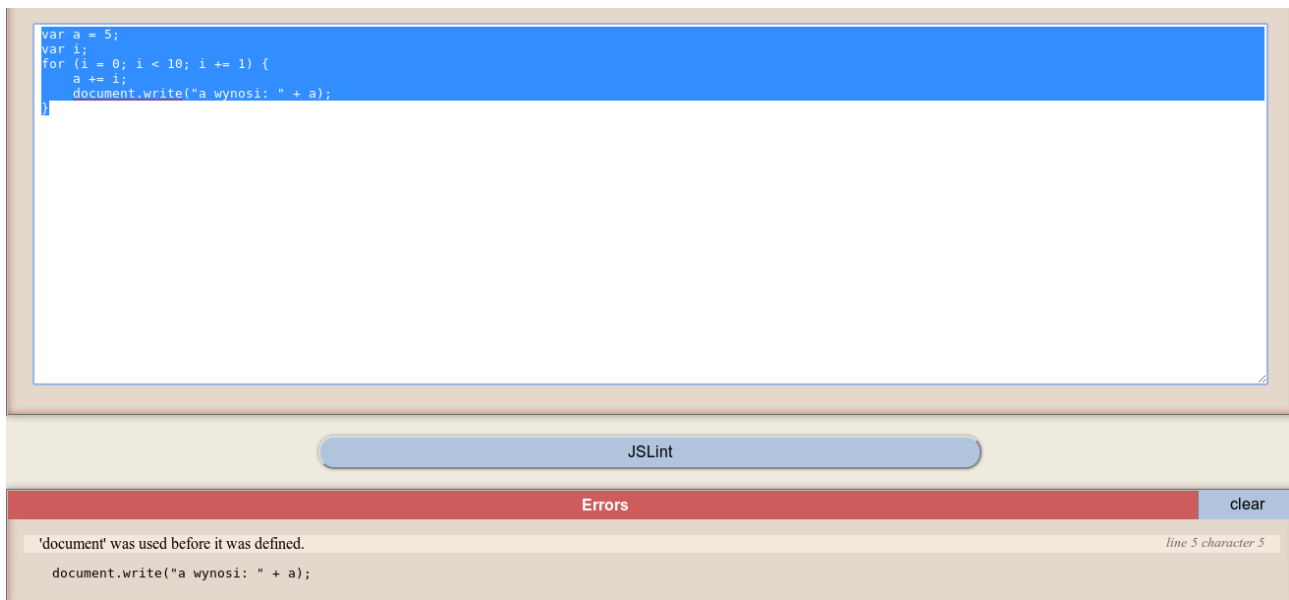 var a = 5;
var i;
for (i = 0; i < 10; i += 1) {
    a += i;
    document.write("a wynosi: " + a);
}
JSLint
Errors
clear
'document' was used before it was defined.
line 5 character 5
document.write("a wynosi: " + a);